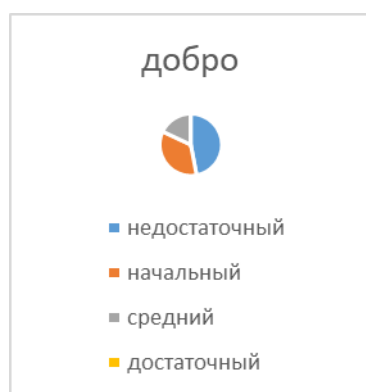 добро
недостаточный
начальный
средний
достаточный